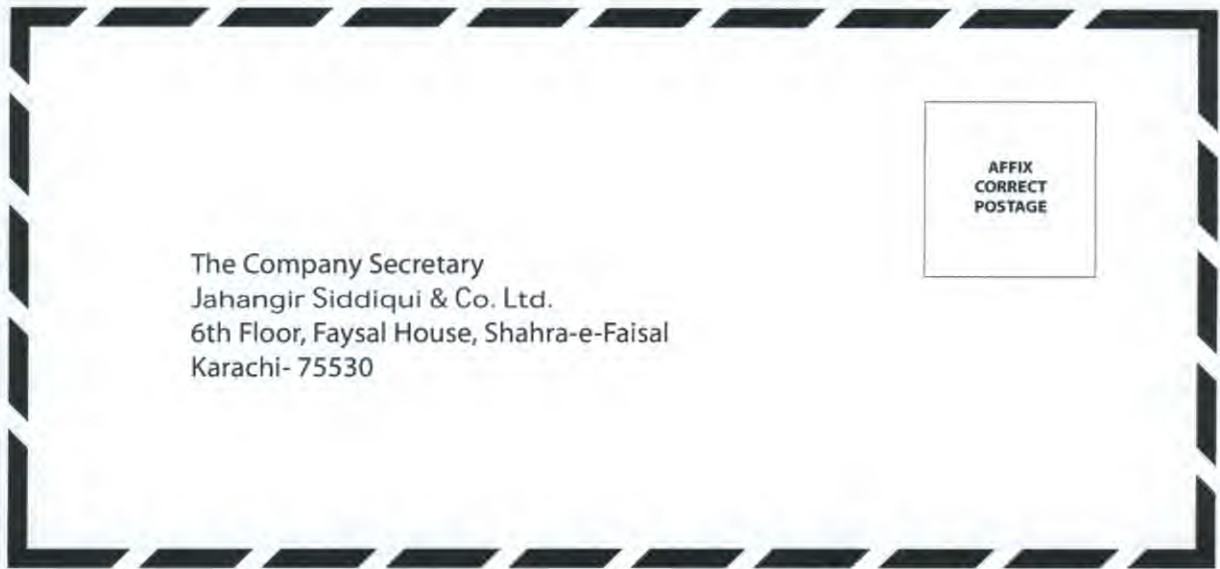 AFFIX
CORRECT
POSTAGE
The Company Secretary
Jahangir Siddiqui & Co. Ltd.
6th Floor, Faysal House, Shahra-e-Faisal
Karachi- 75530